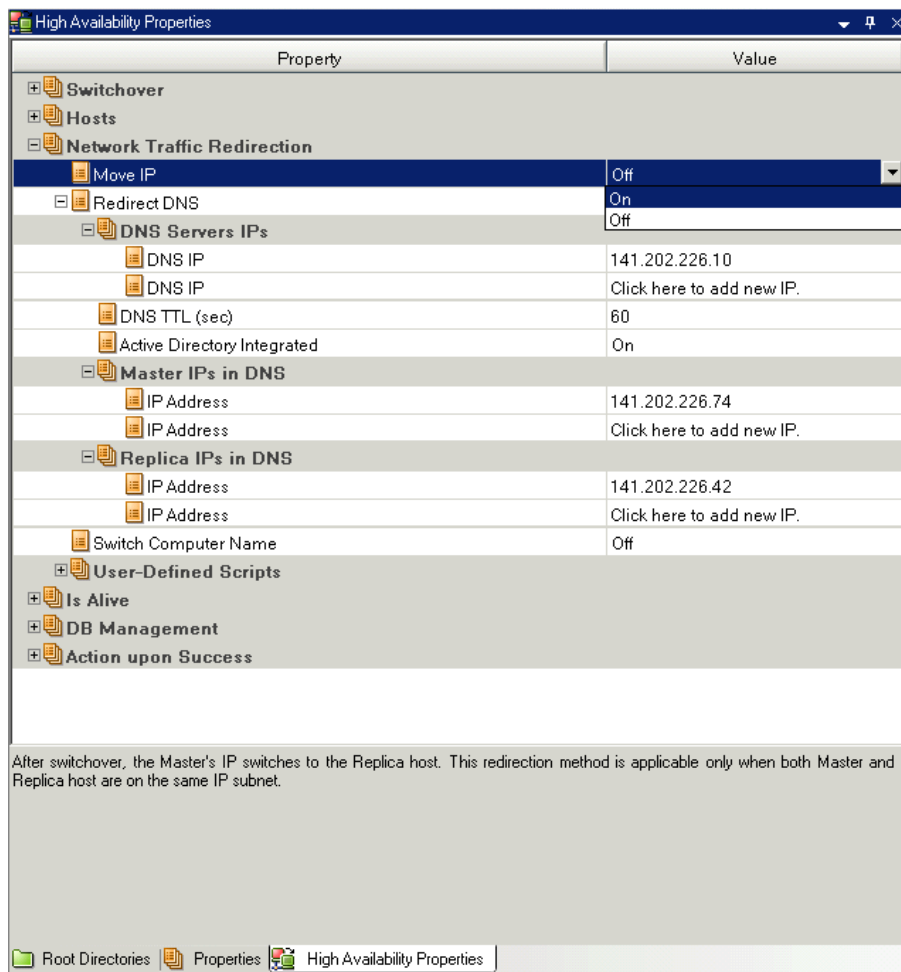 High Availability Properties
Property Value
Switchover
Hosts
Network Traffic Redirection
Move IP Off
On
Redirect DNS
Off
DNS Servers IPs
DNS IP 141.202.226.10
DNS IP Click here to add new IP.
DNS TTL (sec) 60
Active Directory Integrated On
Master IPs in DNS
IP Address 141.202.226.74
IP Address Click here to add new IP.
Replica IPs in DNS
IP Address 141.202.226.42
IP Address Click here to add new IP.
Switch Computer Name Off
User-Defined Scripts
Is Alive
DB Management
Action upon Success
After switchover, the Master's IP switches to the Replica host. This redirection method is applicable only when both Master and
Replica host are on the same IP subnet.
Root Directories Properties High Availability Properties